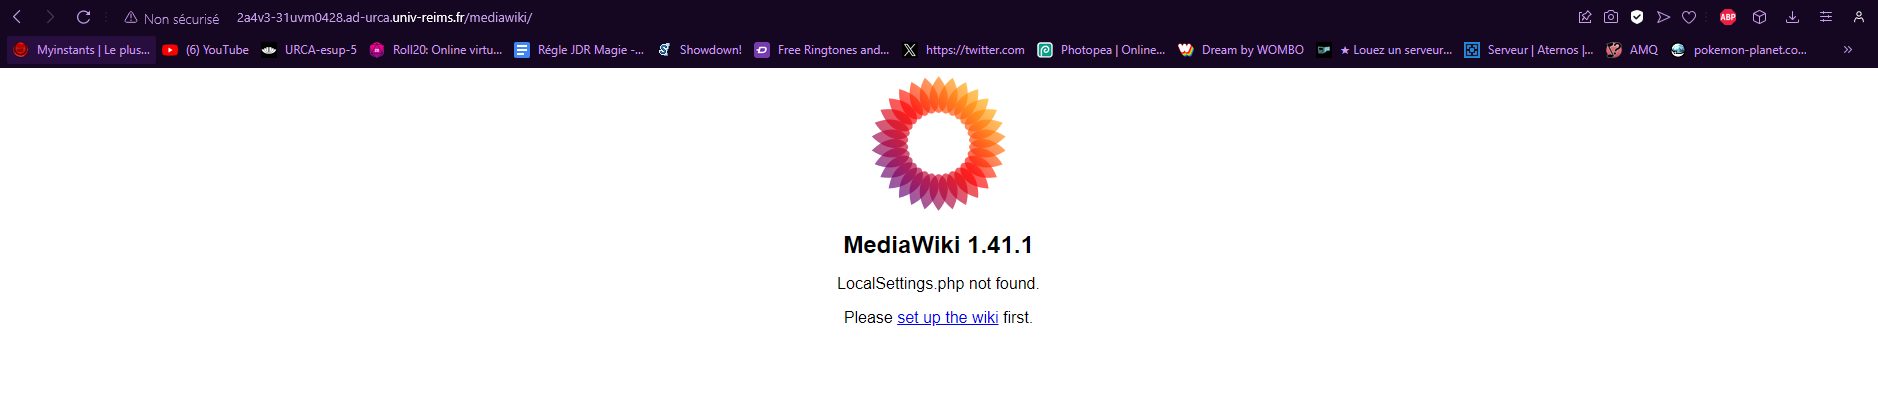 Non sécurisé 2a4v3-31uvm0428.ad-urca.univ-reims.fr/mediawiki/ ABP
Myinstants | Le plus... (6) YouTube URCA-esup-5 Roll20: Online virtu... Régle JDR Magie -... Showdown! Free Ringtones and... https://twitter.com Photopea | Online... Dream by WOMBO ★ Louez un serveur... Serveur | Aternos |... AMQ pokemon-planet.co... »
MediaWiki 1.41.1
LocalSettings.php not found.
Please set up the wiki first.